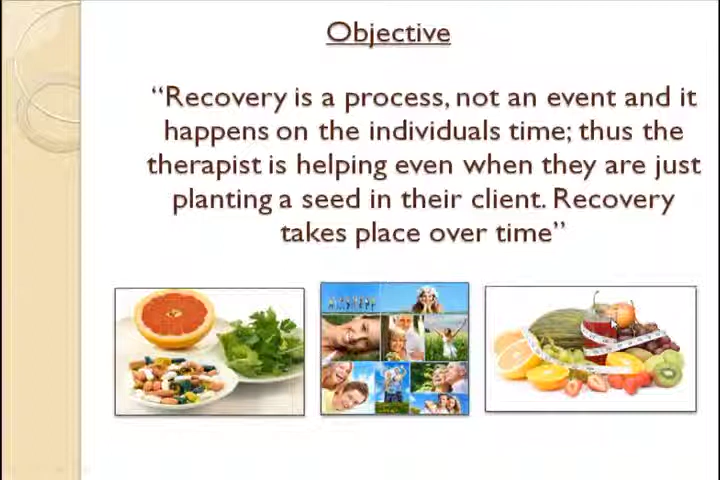 Objective
“Recovery is a process, not an event and it
happens on the individuals time; thus the
therapist is helping even when they are just
planting a seed in their client. Recovery
takes place over time”